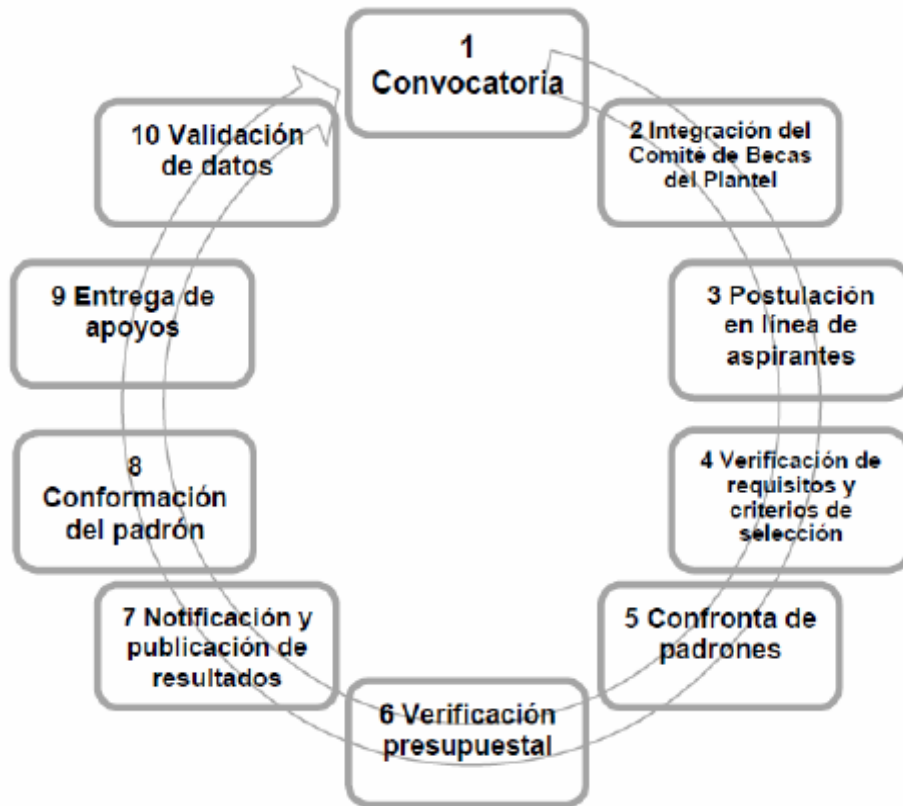 1
Convocatoria
2 Integración del
Comité de Becas
del Plantel
3 Postulación
en línea de
aspirantes
4 Verificación de
requisitos y
criterios de
selección
5 Confronta de
padrones
6 Verificación
presupuestal
7 Notificación y
publicación de
resultados
8
Conformación
del padrón
9 Entrega de
apoyos
10 Validación
de datos